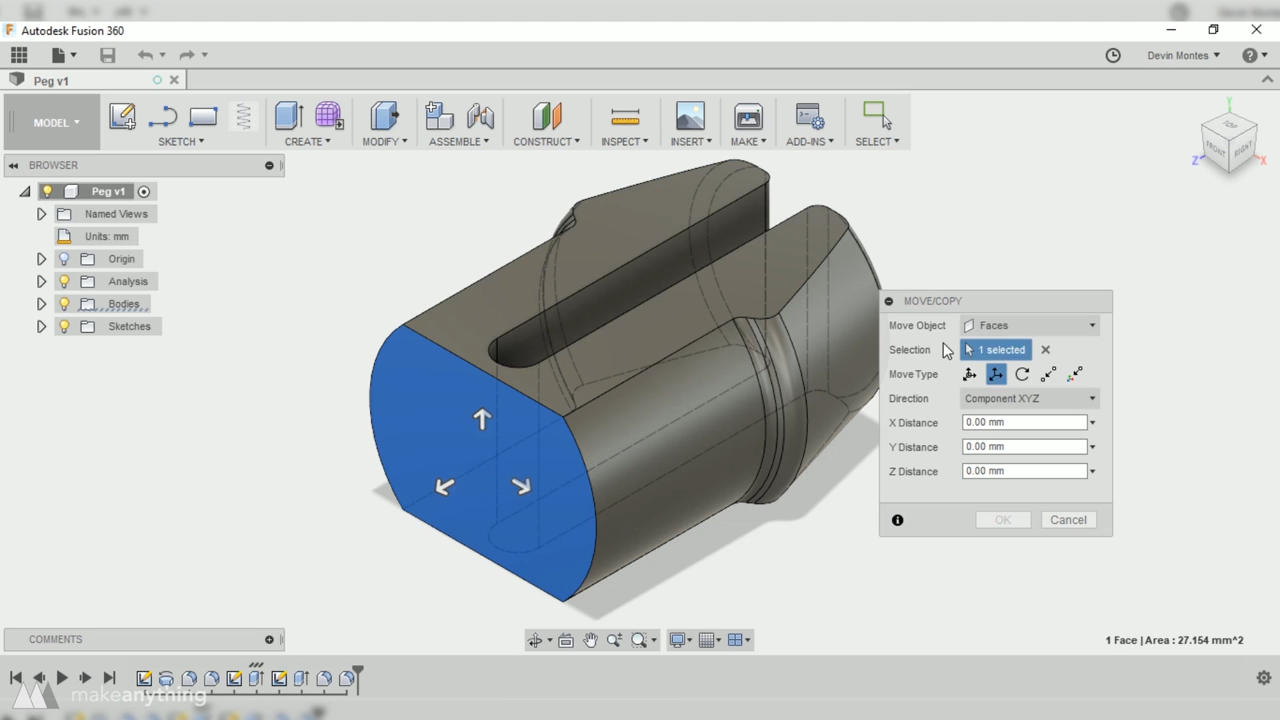 Autodesk Fusion 360
Devin Montes
Peg v1
MODEL
SKETCH
CREATE
MODIFY
ASSEMBLE
CONSTRUCT
INSPECT
INSERT
MAKE
ADD-INS
SELECT
TOP
FRONT
RIGHT
Y
Z
X
BROWSER
Peg v1
Named Views
Units: mm
Origin
Analysis
Bodies
Sketches
MOVE/COPY
Move Object Faces
Selection 1 selected
Move Type
Direction Component XYZ
X Distance 0.00 mm
Y Distance 0.00 mm
Z Distance 0.00 mm
OK Cancel
COMMENTS
1 Face | Area : 27.154 mm^2
makeanything